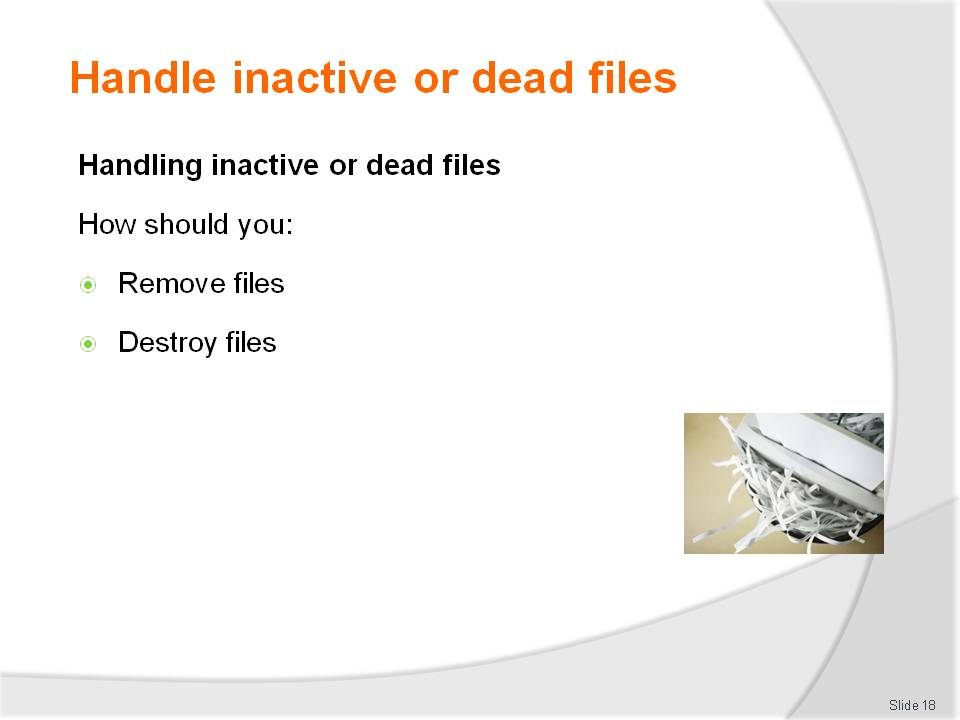 Handle inactive or dead files
Handling inactive or dead files
How should you:
Remove files
Destroy files
Slide 18